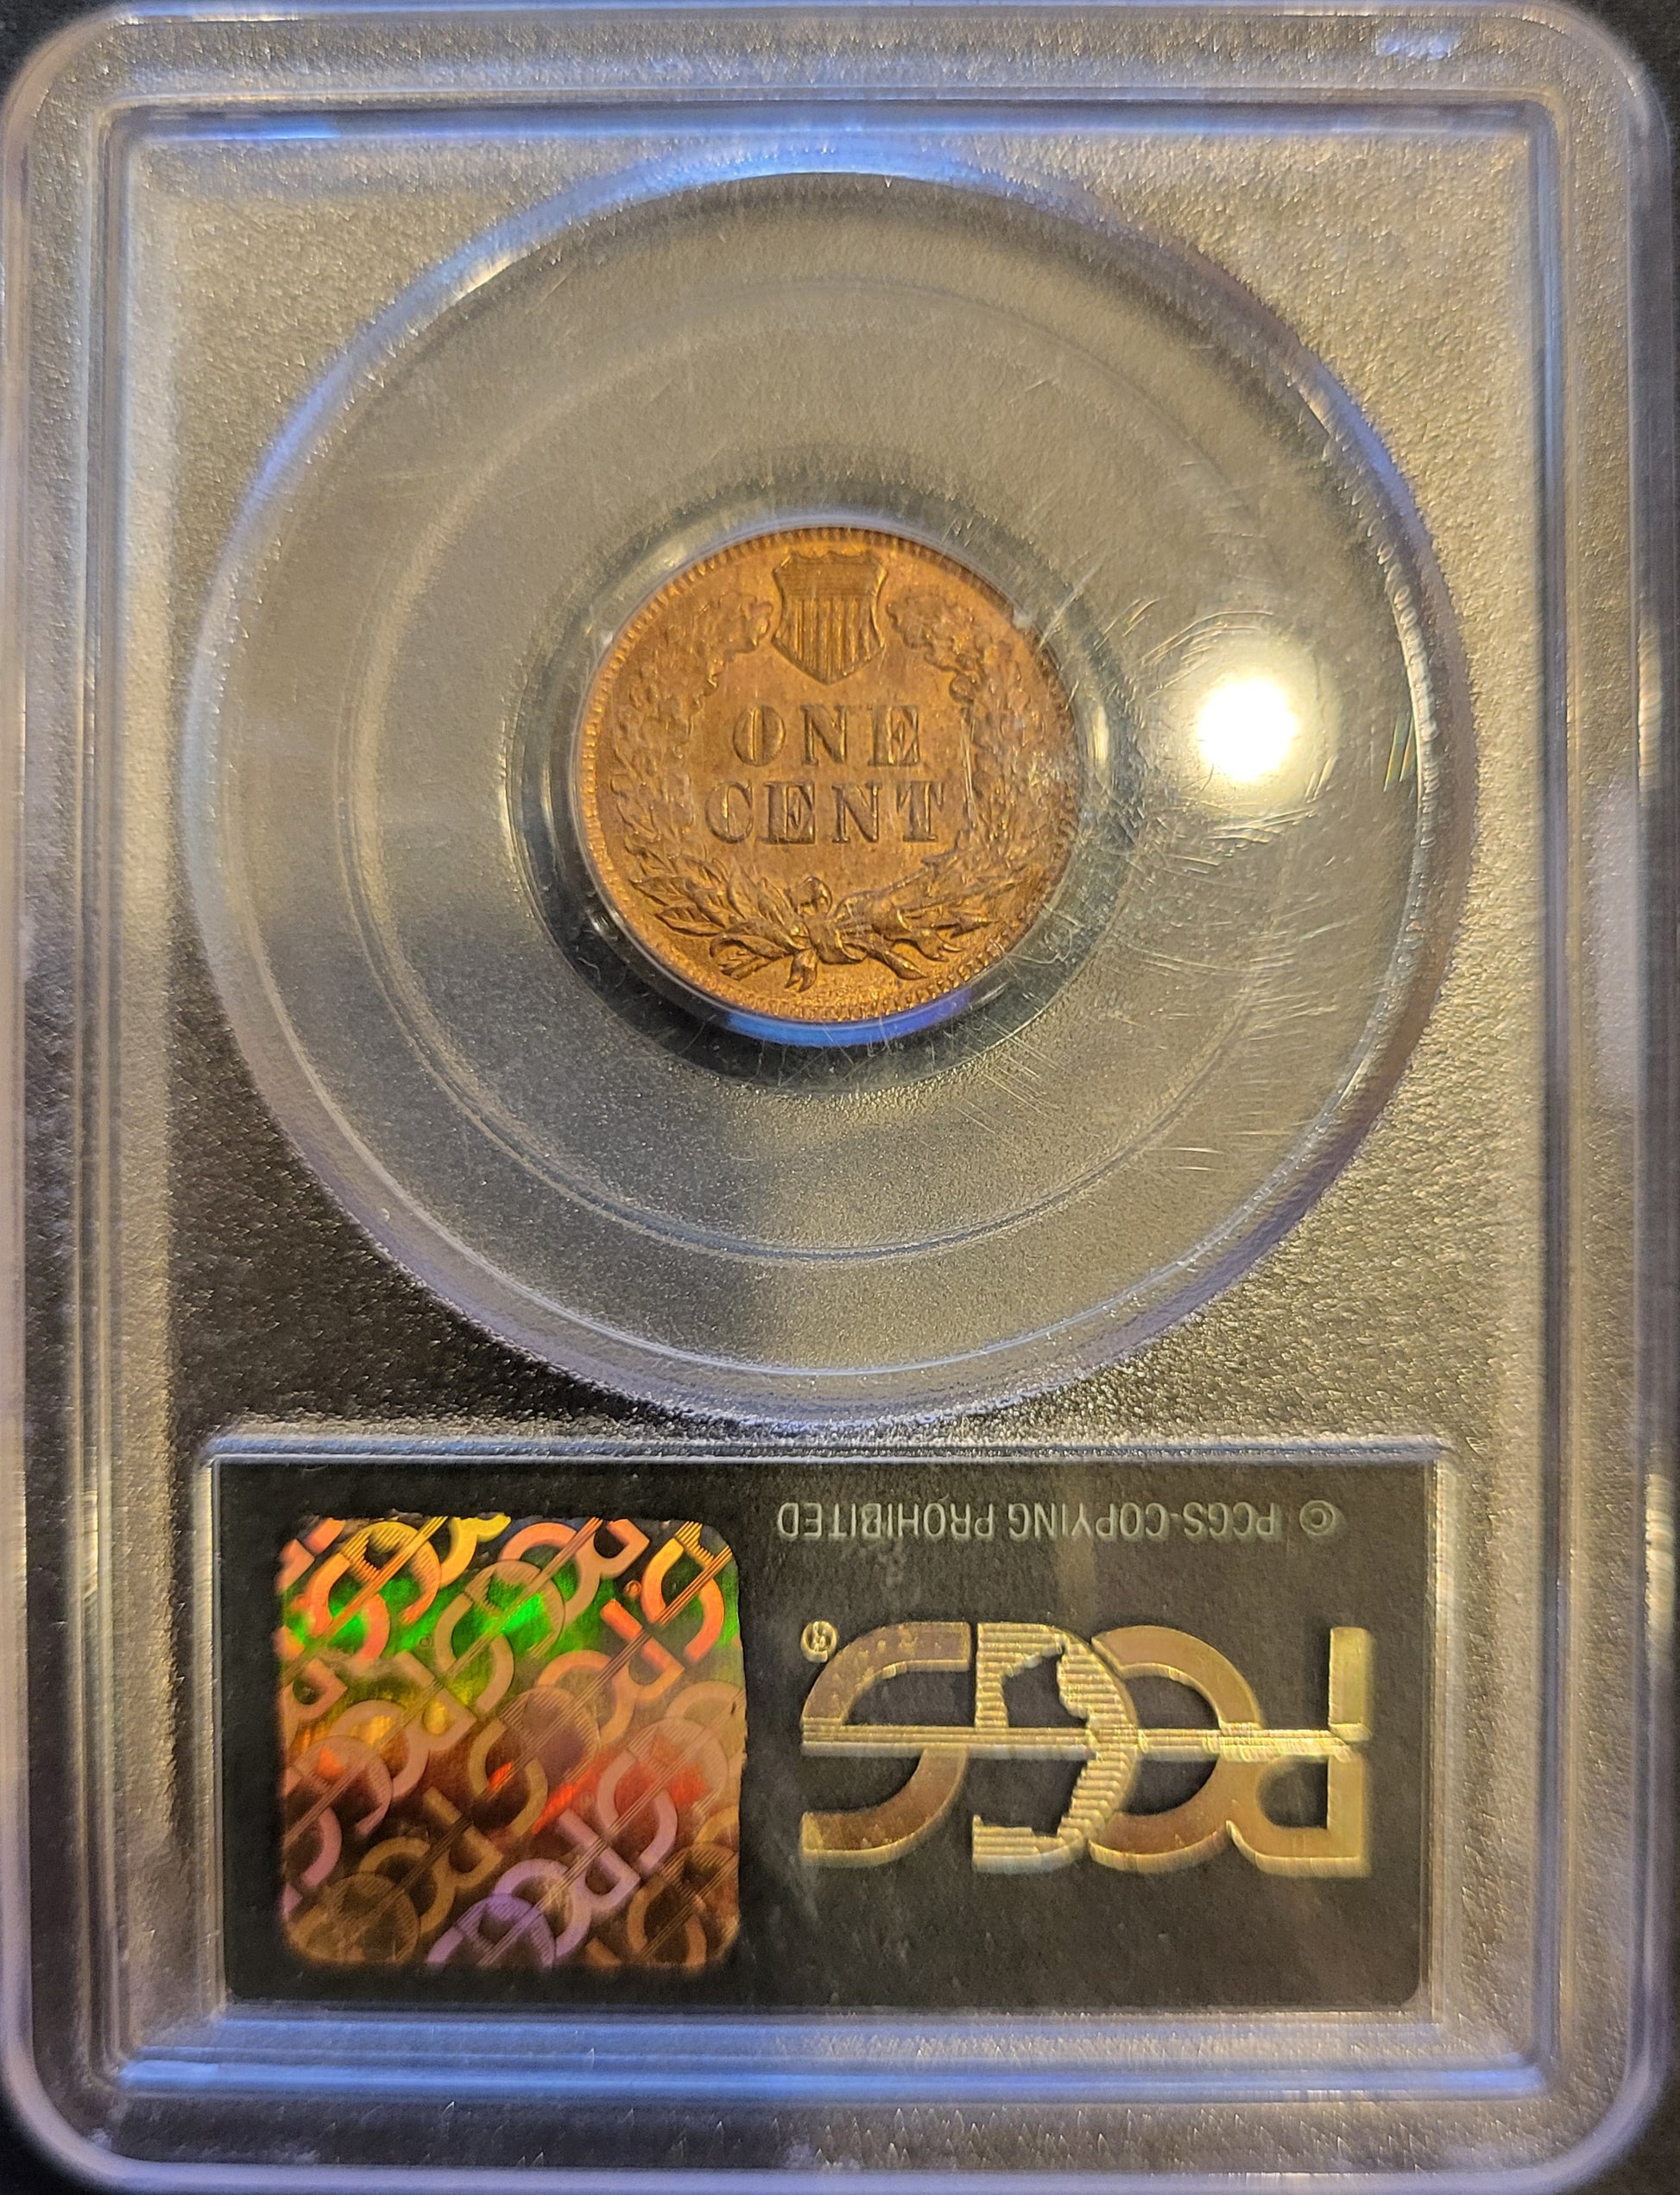 ONE
CENT
© PCGS-COPYING PROHIBITED
PCGS®